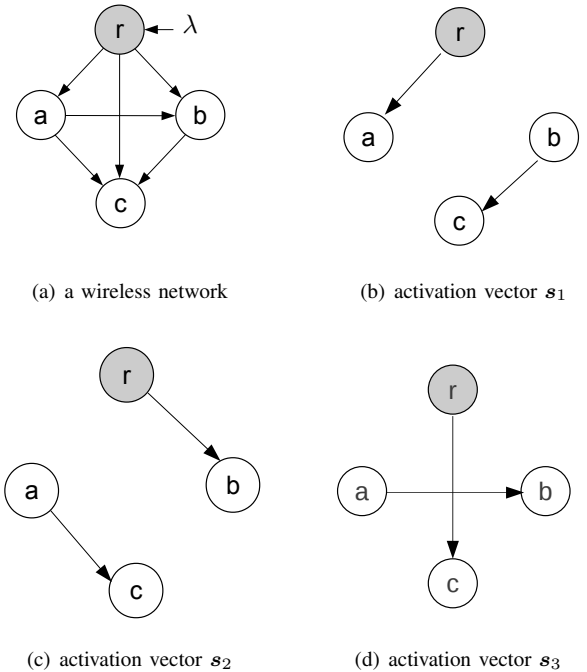 r
λ
a
b
c
(a) a wireless network
r
a
b
c
(b) activation vector s₁
r
a
b
c
(c) activation vector s₂
r
a
b
c
(d) activation vector s₃